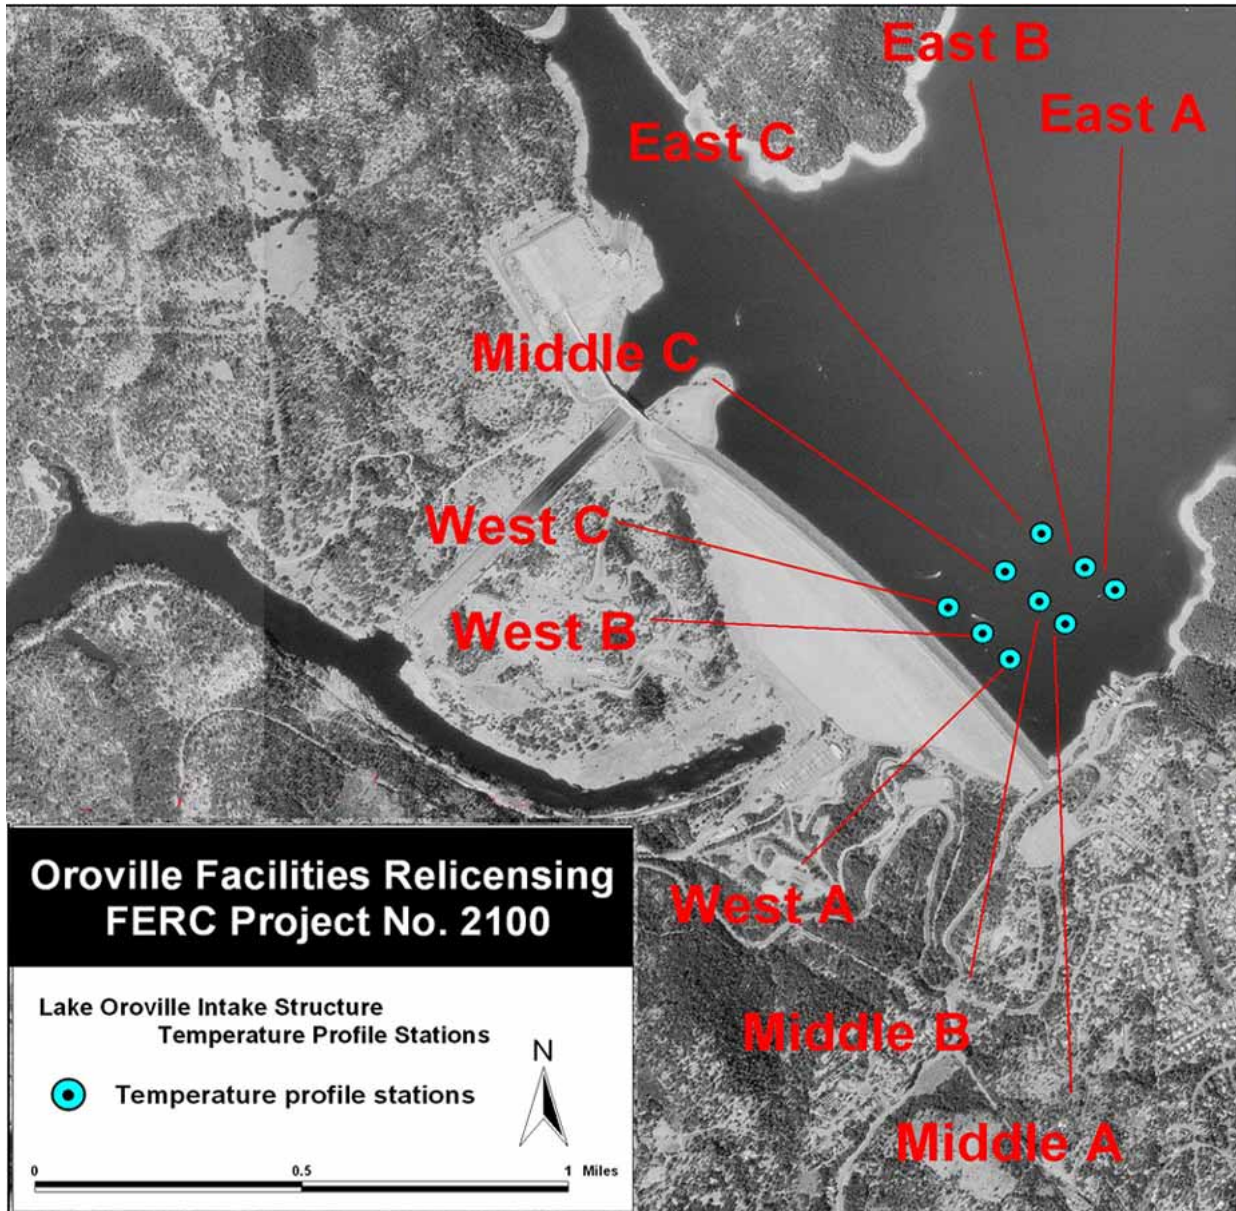 East B
East A
East C
Middle C
West C
West B
West A
Middle B
Middle A
Oroville Facilities Relicensing
FERC Project No. 2100
Lake Oroville Intake Structure
Temperature Profile Stations
N
Temperature profile stations
0 0.5 1 Miles